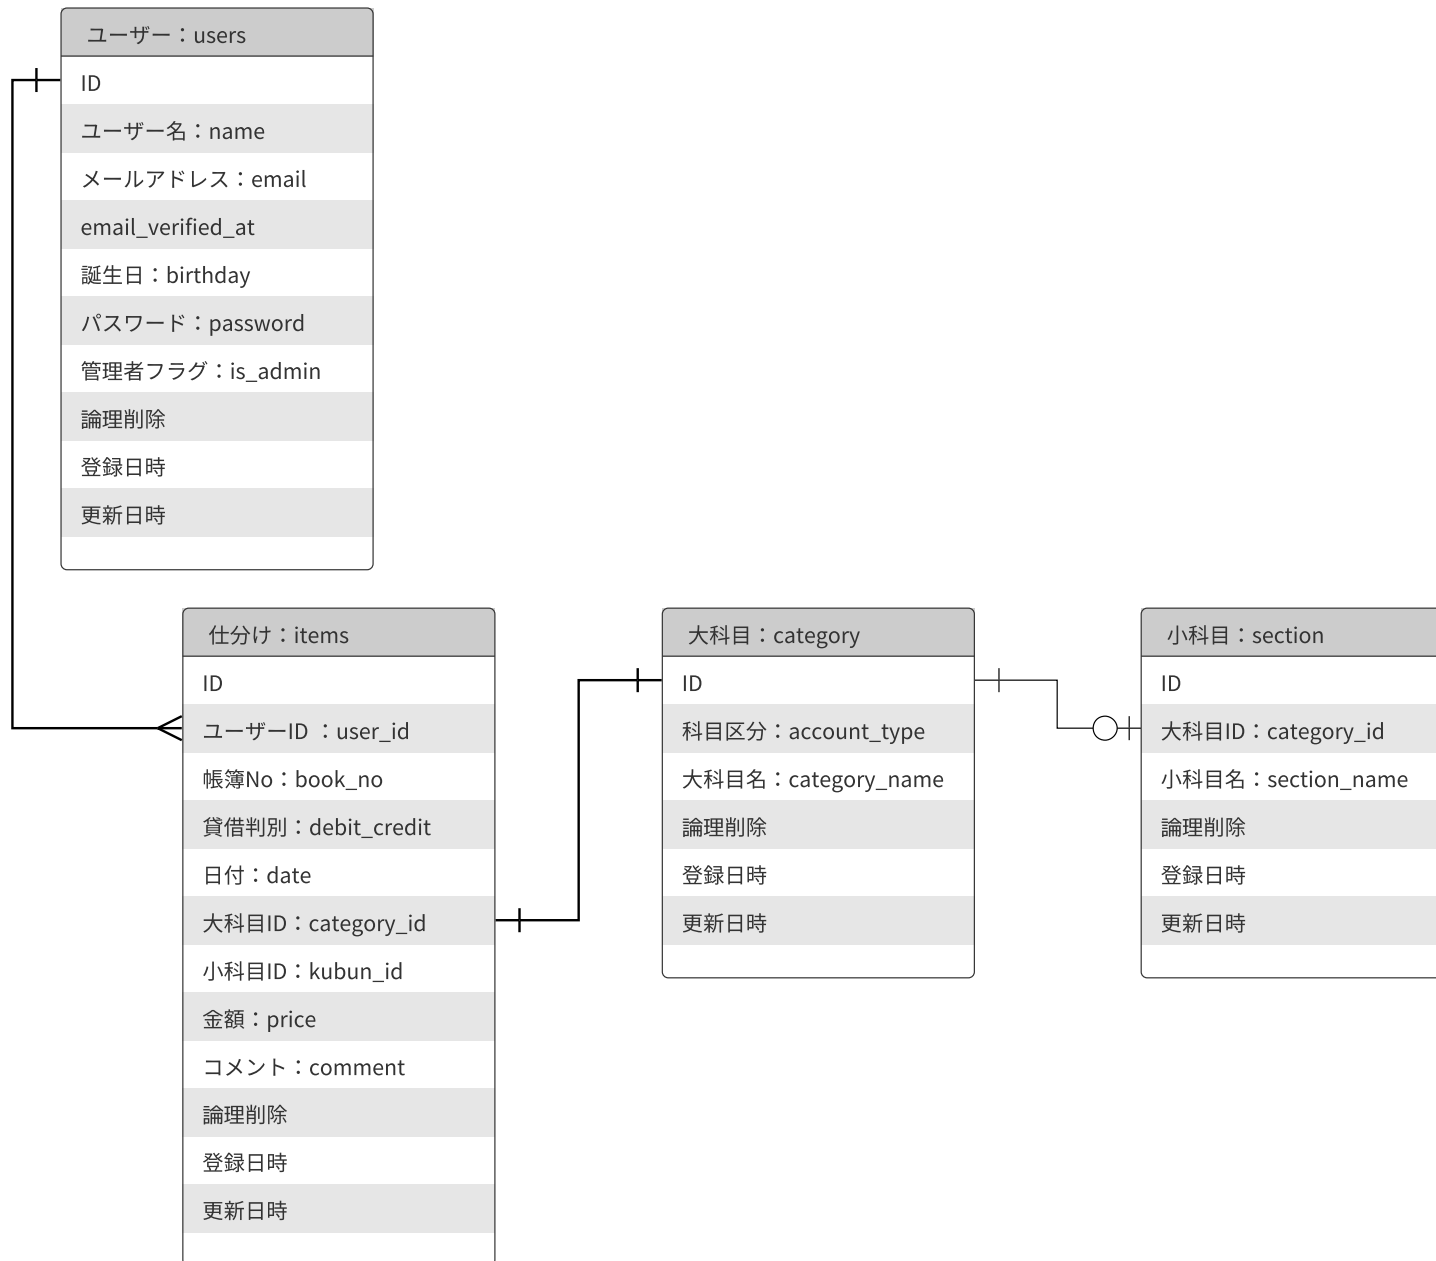 ユーザー：users
ID
ユーザー名：name
メールアドレス：email
email_verified_at
誕生日：birthday
パスワード：password
管理者フラグ：is_admin
論理削除
登録日時
更新日時
仕分け：items
ID
ユーザーID ：user_id
帳簿No：book_no
貸借判別：debit_credit
日付：date
大科目ID：category_id
小科目ID：kubun_id
金額：price
コメント：comment
論理削除
登録日時
更新日時
大科目：category
ID
科目区分：account_type
大科目名：category_name
論理削除
登録日時
更新日時
小科目：section
ID
大科目ID：category_id
小科目名：section_name
論理削除
登録日時
更新日時